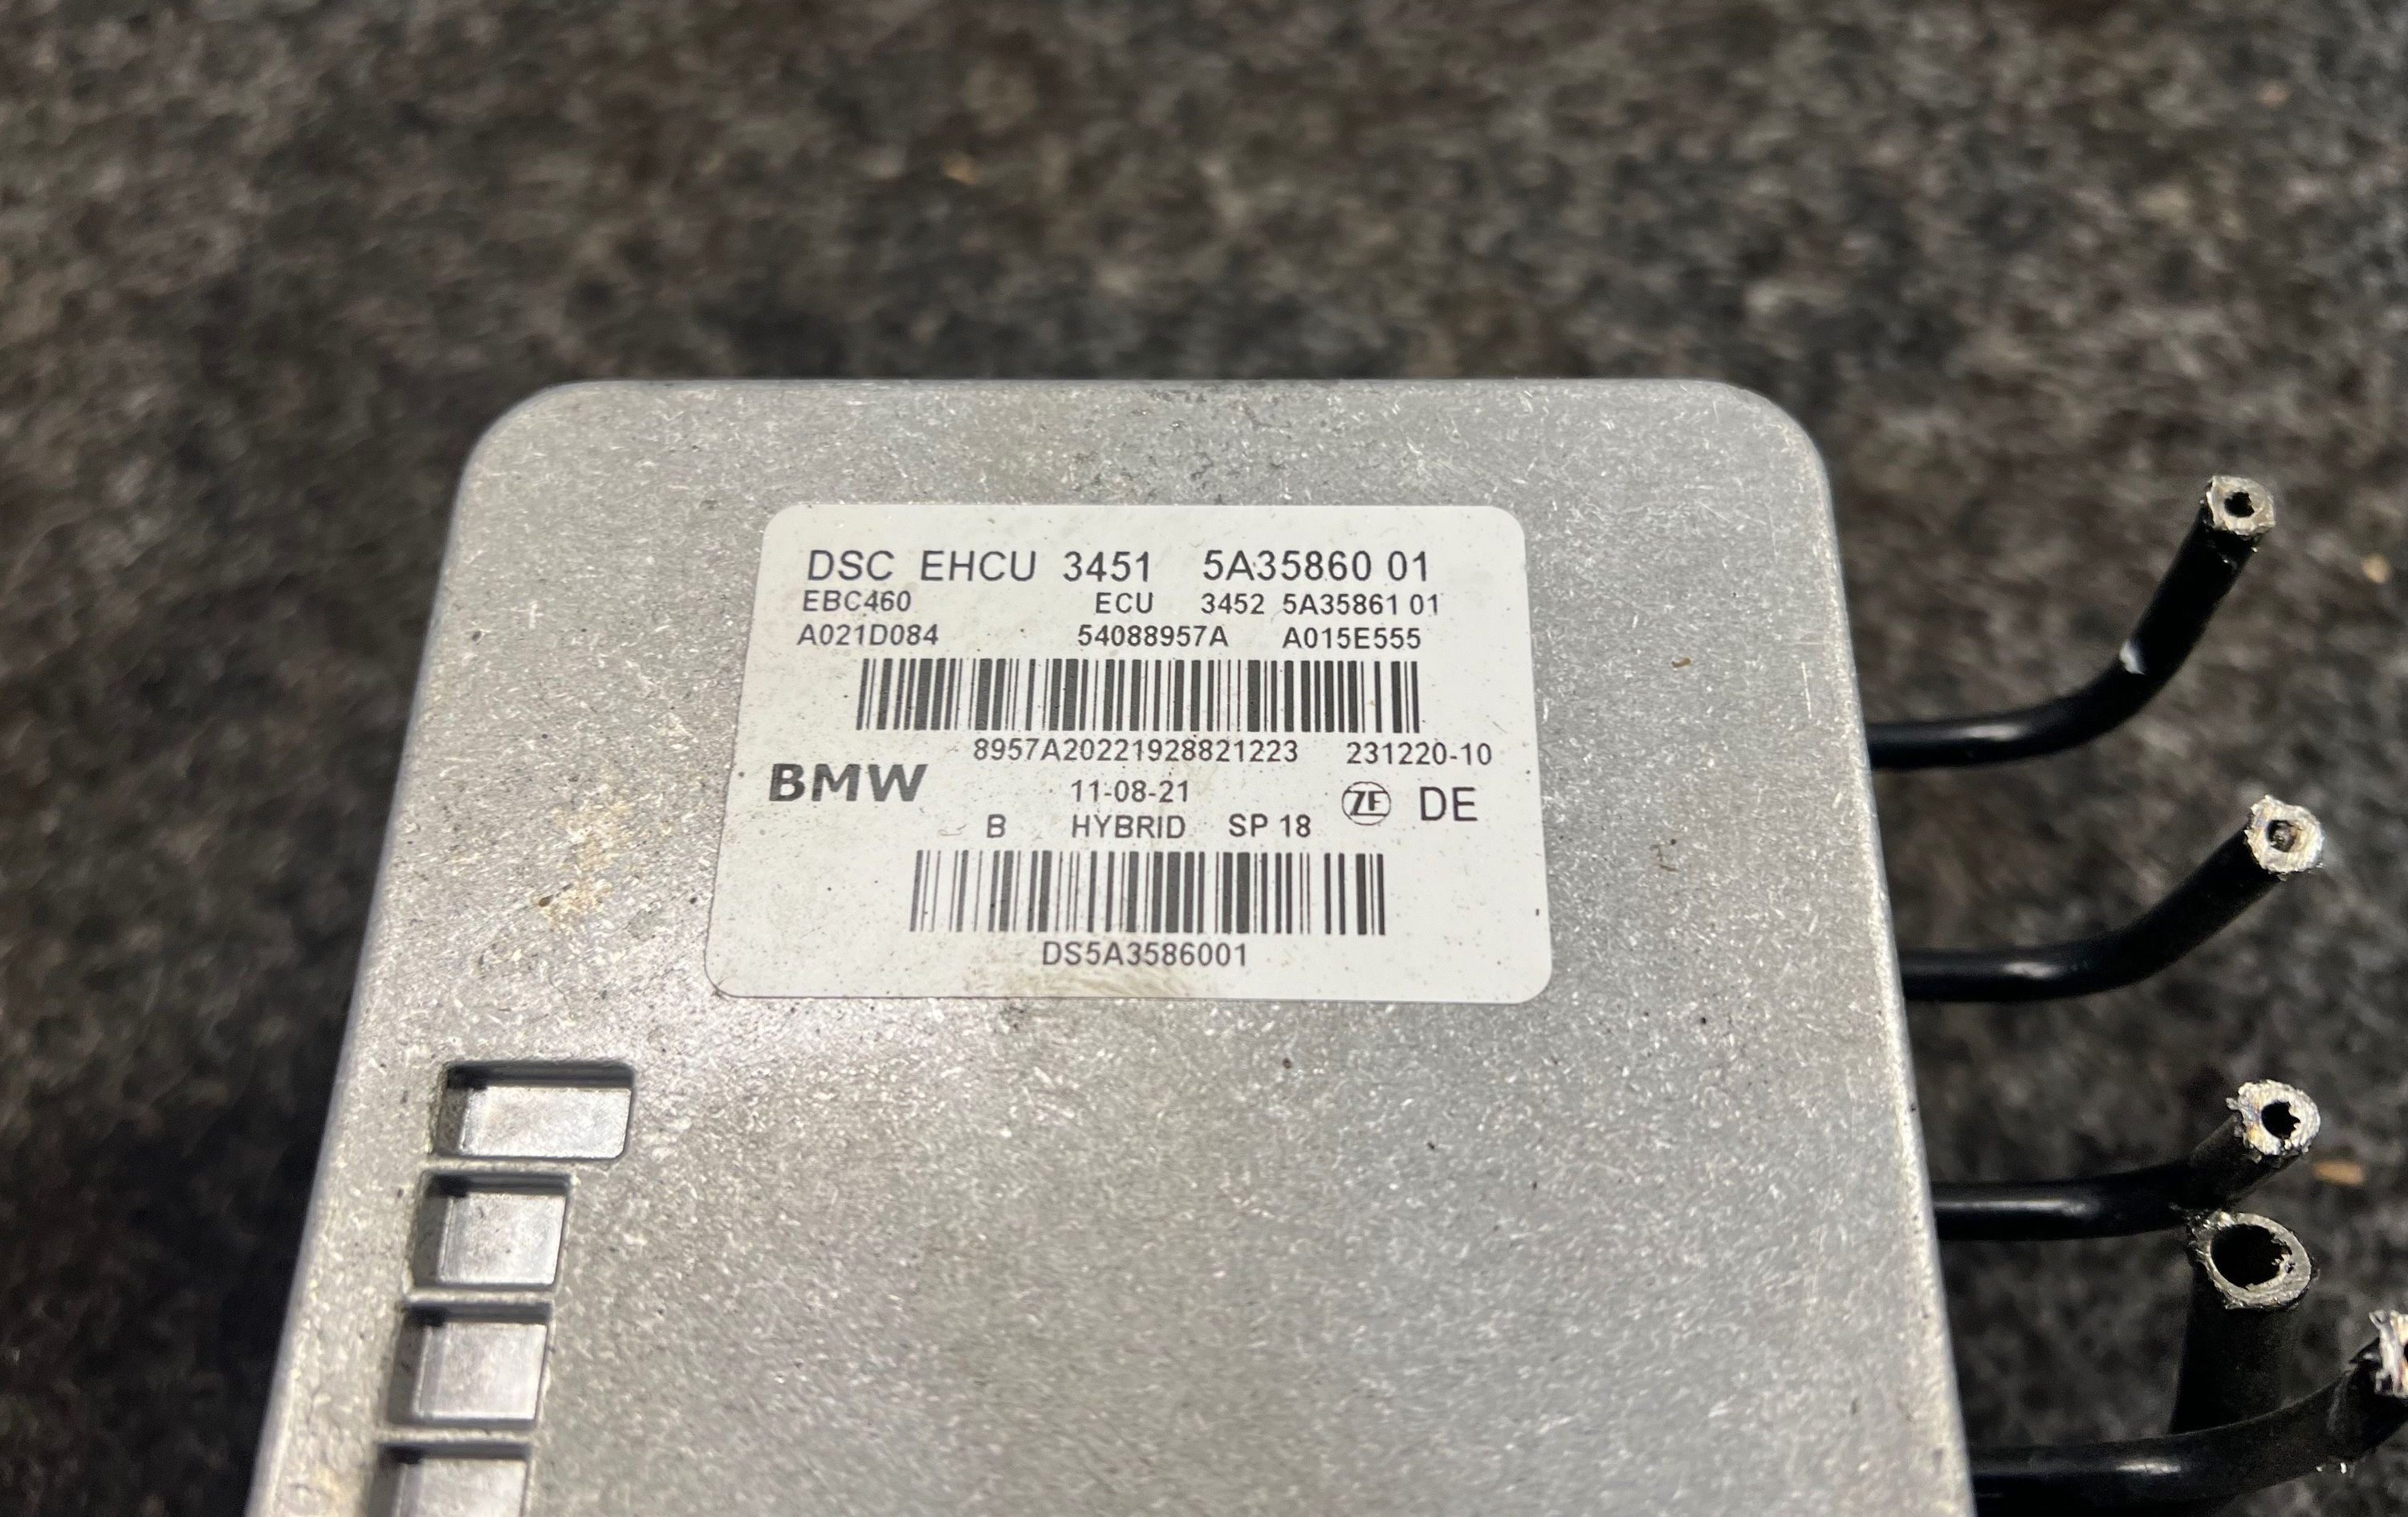 DSC EHCU 3451 5A35860 01
EBC460 ECU 3452 5A35861 01
A021D084 54088957A A015E555
8957A20221928821223 231220-10
BMW 11-08-21 ZF DE
B HYBRID SP 18
DS5A3586001